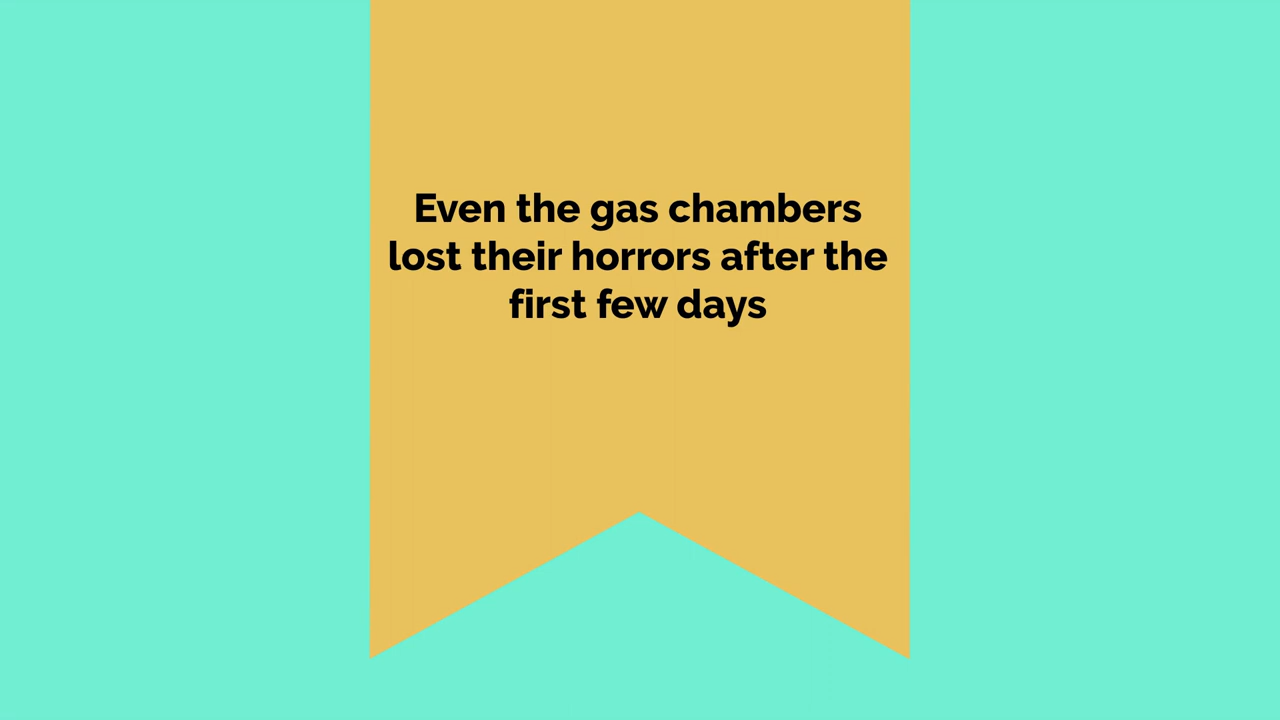 Even the gas chambers
lost their horrors after the
first few days